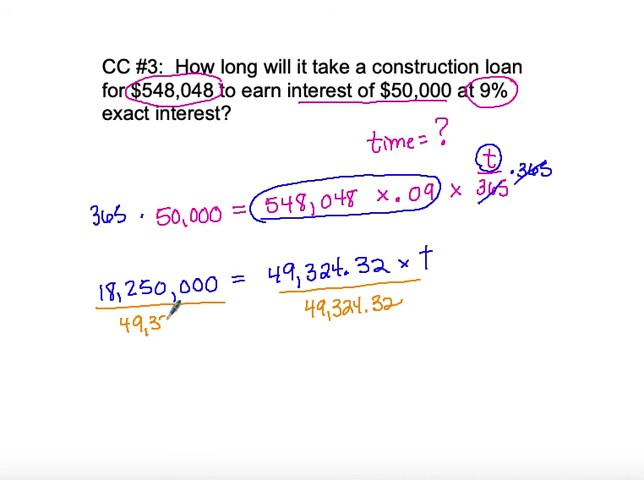 CC #3: How long will it take a construction loan
for $548,048 to earn interest of $50,000 at 9%
exact interest?
time = ?
365 · 50,000 = 548,048 x .09 x t/365 · 365
18,250,000 = 49,324.32 x t
49,3 49,324.32